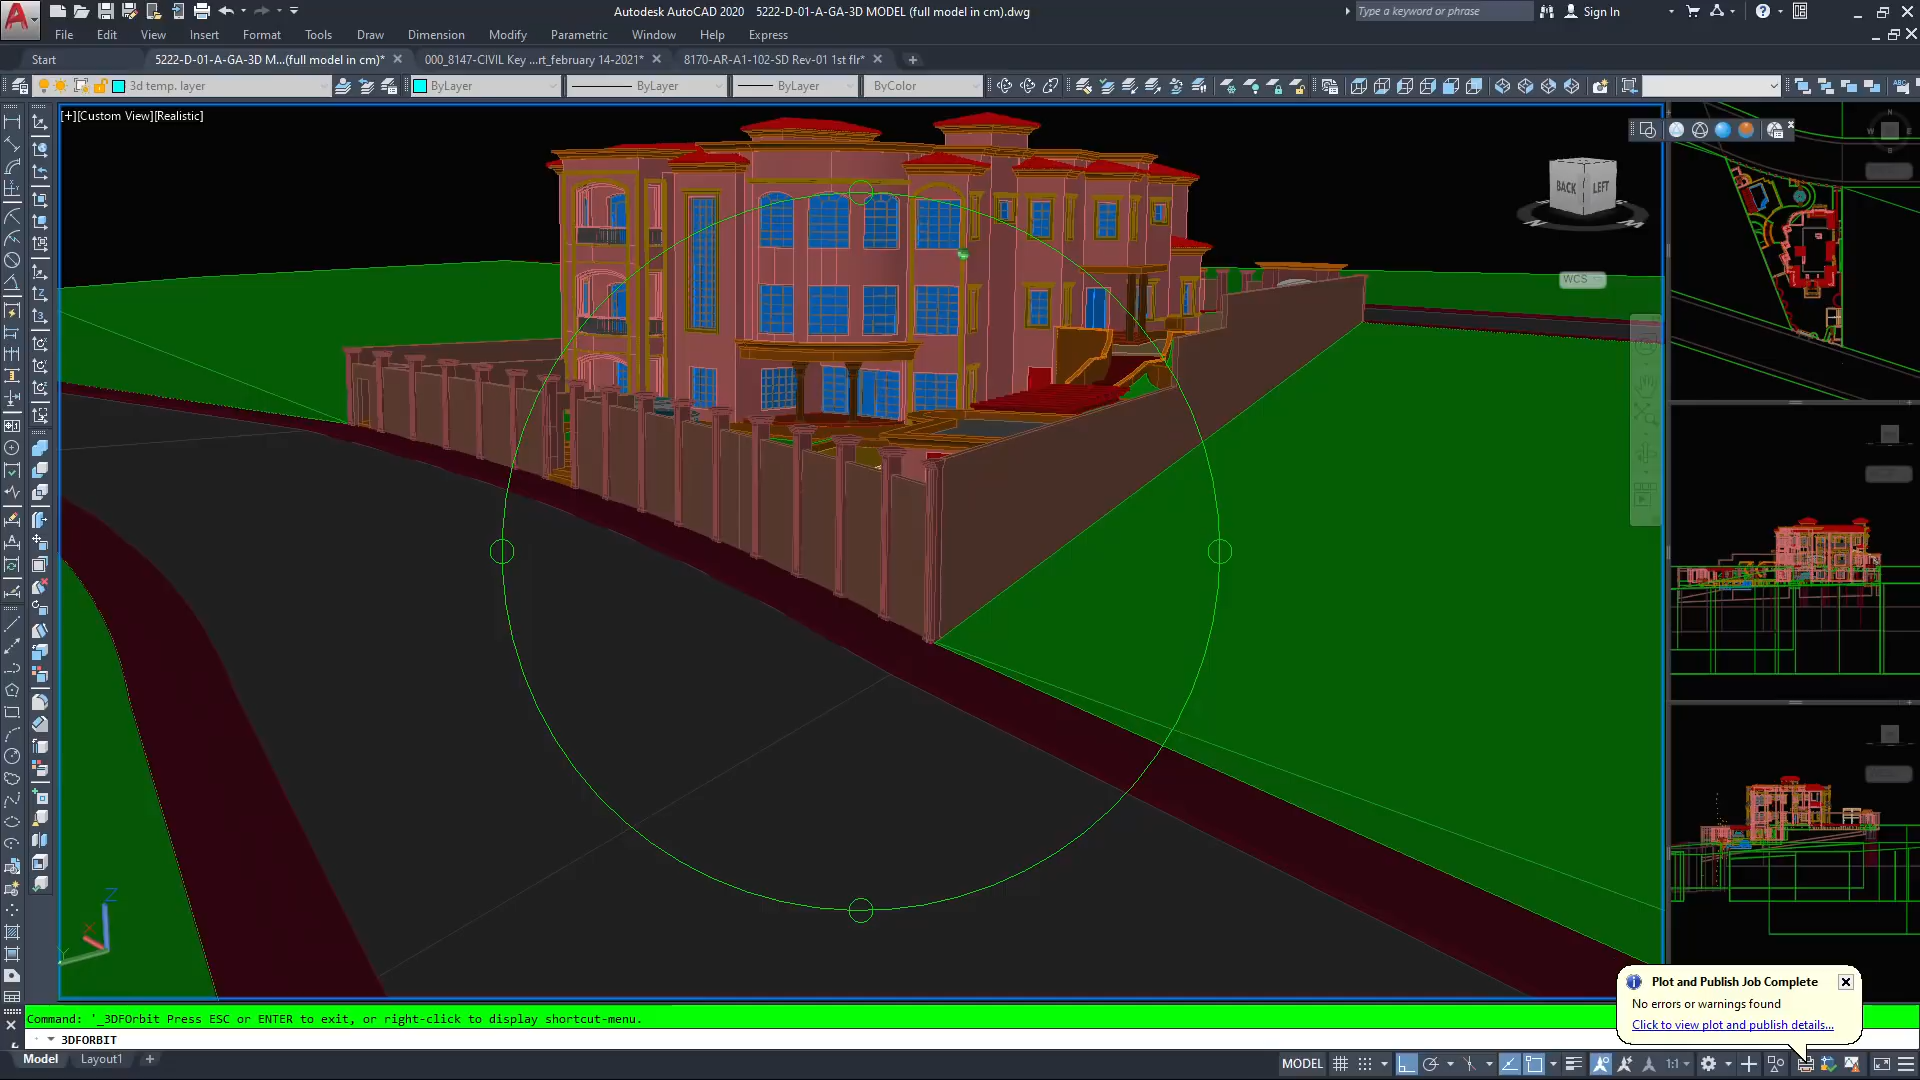 Autodesk AutoCAD 2020 5222-D-01-A-GA-3D MODEL (full model in cm).dwg
Type a keyword or phrase
Sign In
File Edit View Insert Format Tools Draw Dimension Modify Parametric Window Help Express
Start 5222-D-01-A-GA-3D M...(full model in cm)* 000_8147-CIVIL Key ...rt_february 14-2021* 8170-AR-A1-102-SD Rev-01 1st flr*
3d temp. layer ByLayer ByLayer ByLayer ByColor
[+][Custom View][Realistic]
BACK LEFT
WCS
Z
X
Y
Plot and Publish Job Complete
No errors or warnings found
Click to view plot and publish details...
Command: '_3DFOrbit Press ESC or ENTER to exit, or right-click to display shortcut-menu.
3DFORBIT
Model Layout1 MODEL 1:1